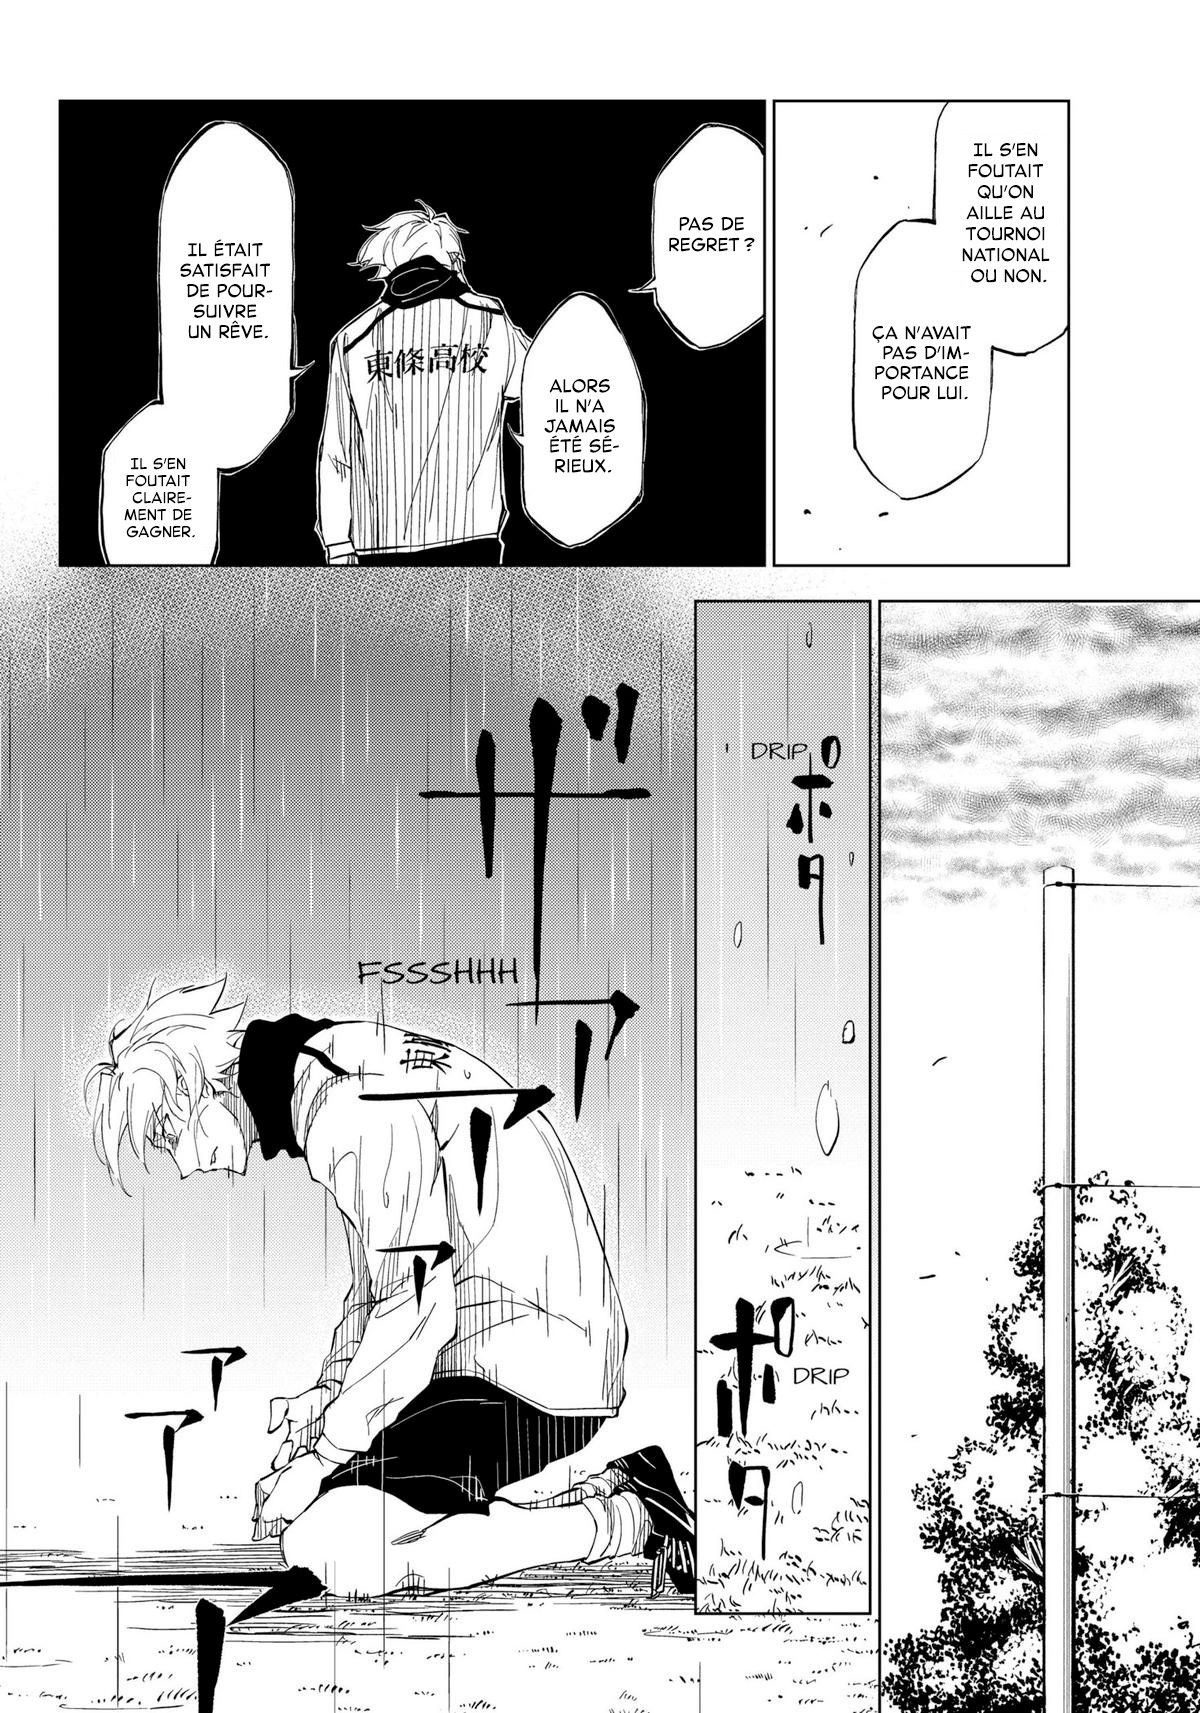 IL S'EN
FOUTAIT
QU'ON
AILLE AU
TOURNOI
NATIONAL
OU NON.
ÇA N'AVAIT
PAS D'IM-
PORTANCE
POUR LUI.
PAS DE
REGRET ?
ALORS
IL N'A
JAMAIS
ÉTÉ SÉ-
RIEUX.
東條高校
IL ÉTAIT
SATISFAIT
DE POUR-
SUIVRE
UN RÊVE.
IL S'EN
FOUTAIT
CLAIRE-
MENT DE
GAGNER.
DRIP
ポタ
ポタ
DRIP
ザアアアアアア
FSSSHHH
東